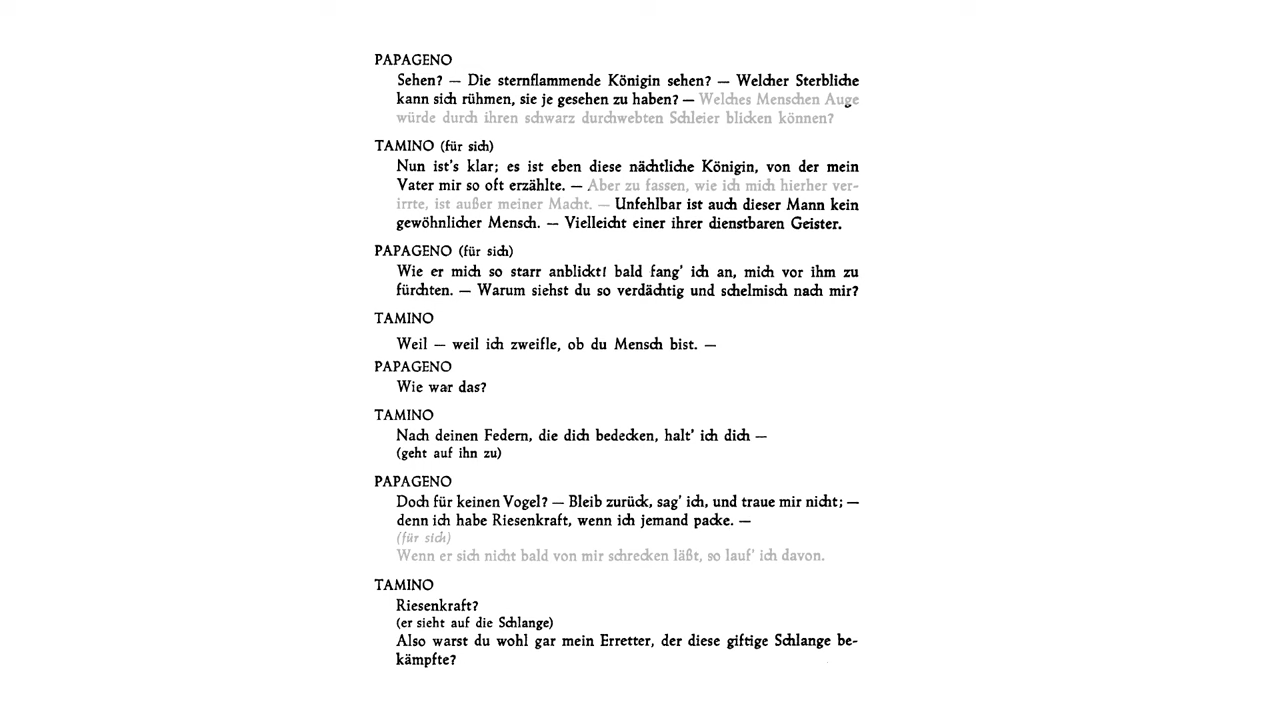 PAPAGENO
Sehen? — Die sternflammende Königin sehen? — Welcher Sterbliche
kann sich rühmen, sie je gesehen zu haben? — Welches Menschen Auge
würde durch ihren schwarz durchwebten Schleier blicken können?
TAMINO (für sich)
Nun ist's klar; es ist eben diese nächtliche Königin, von der mein
Vater mir so oft erzählte. — Aber zu fassen, wie ich mich hierher ver-
irrte, ist außer meiner Macht. — Unfehlbar ist auch dieser Mann kein
gewöhnlicher Mensch. — Vielleicht einer ihrer dienstbaren Geister.
PAPAGENO (für sich)
Wie er mich so starr anblickt! bald fang' ich an, mich vor ihm zu
fürchten. — Warum siehst du so verdächtig und schelmisch nach mir?
TAMINO
Weil — weil ich zweifle, ob du Mensch bist. —
PAPAGENO
Wie war das?
TAMINO
Nach deinen Federn, die dich bedecken, halt' ich dich —
(geht auf ihn zu)
PAPAGENO
Doch für keinen Vogel? — Bleib zurück, sag' ich, und traue mir nicht; —
denn ich habe Riesenkraft, wenn ich jemand packe. —
(für sich)
Wenn er sich nicht bald von mir schrecken läßt, so lauf' ich davon.
TAMINO
Riesenkraft?
(er sieht auf die Schlange)
Also warst du wohl gar mein Erretter, der diese giftige Schlange be-
kämpfte?